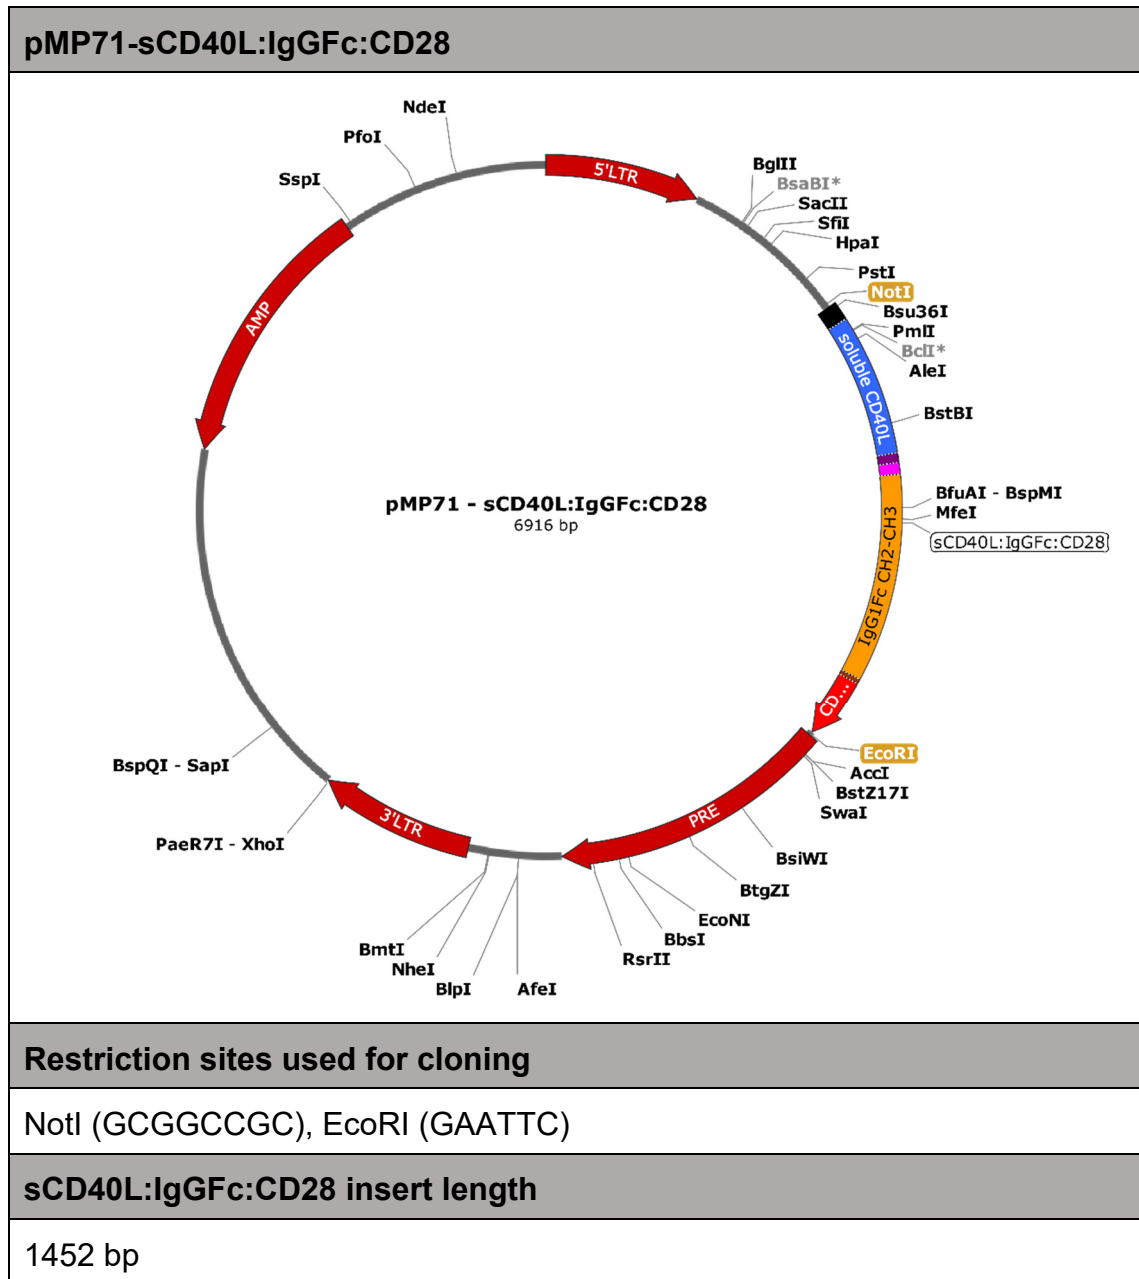 pMP71-sCD40L:IgGFc:CD28
NdeI
PfoI
SspI
5'LTR
BglII
BsaBI*
SacII
SfiI
HpaI
PstI
NotI
Bsu36I
PmlI
BclI*
AleI
soluble CD40L
BstBI
AMP
pMP71 - sCD40L:IgGFc:CD28
6916 bp
BfuAI - BspMI
MfeI
sCD40L:IgGFc:CD28
IgG1Fc CH2-CH3
CD...
EcoRI
AccI
BstZ17I
SwaI
PRE
BsiWI
BtgZI
EcoNI
BbsI
RsrII
BspQI - SapI
PaeR7I - XhoI
3'LTR
BmtI
NheI
BlpI
AfeI
Restriction sites used for cloning
NotI (GCGGCCGC), EcoRI (GAATTC)
sCD40L:IgGFc:CD28 insert length
1452 bp